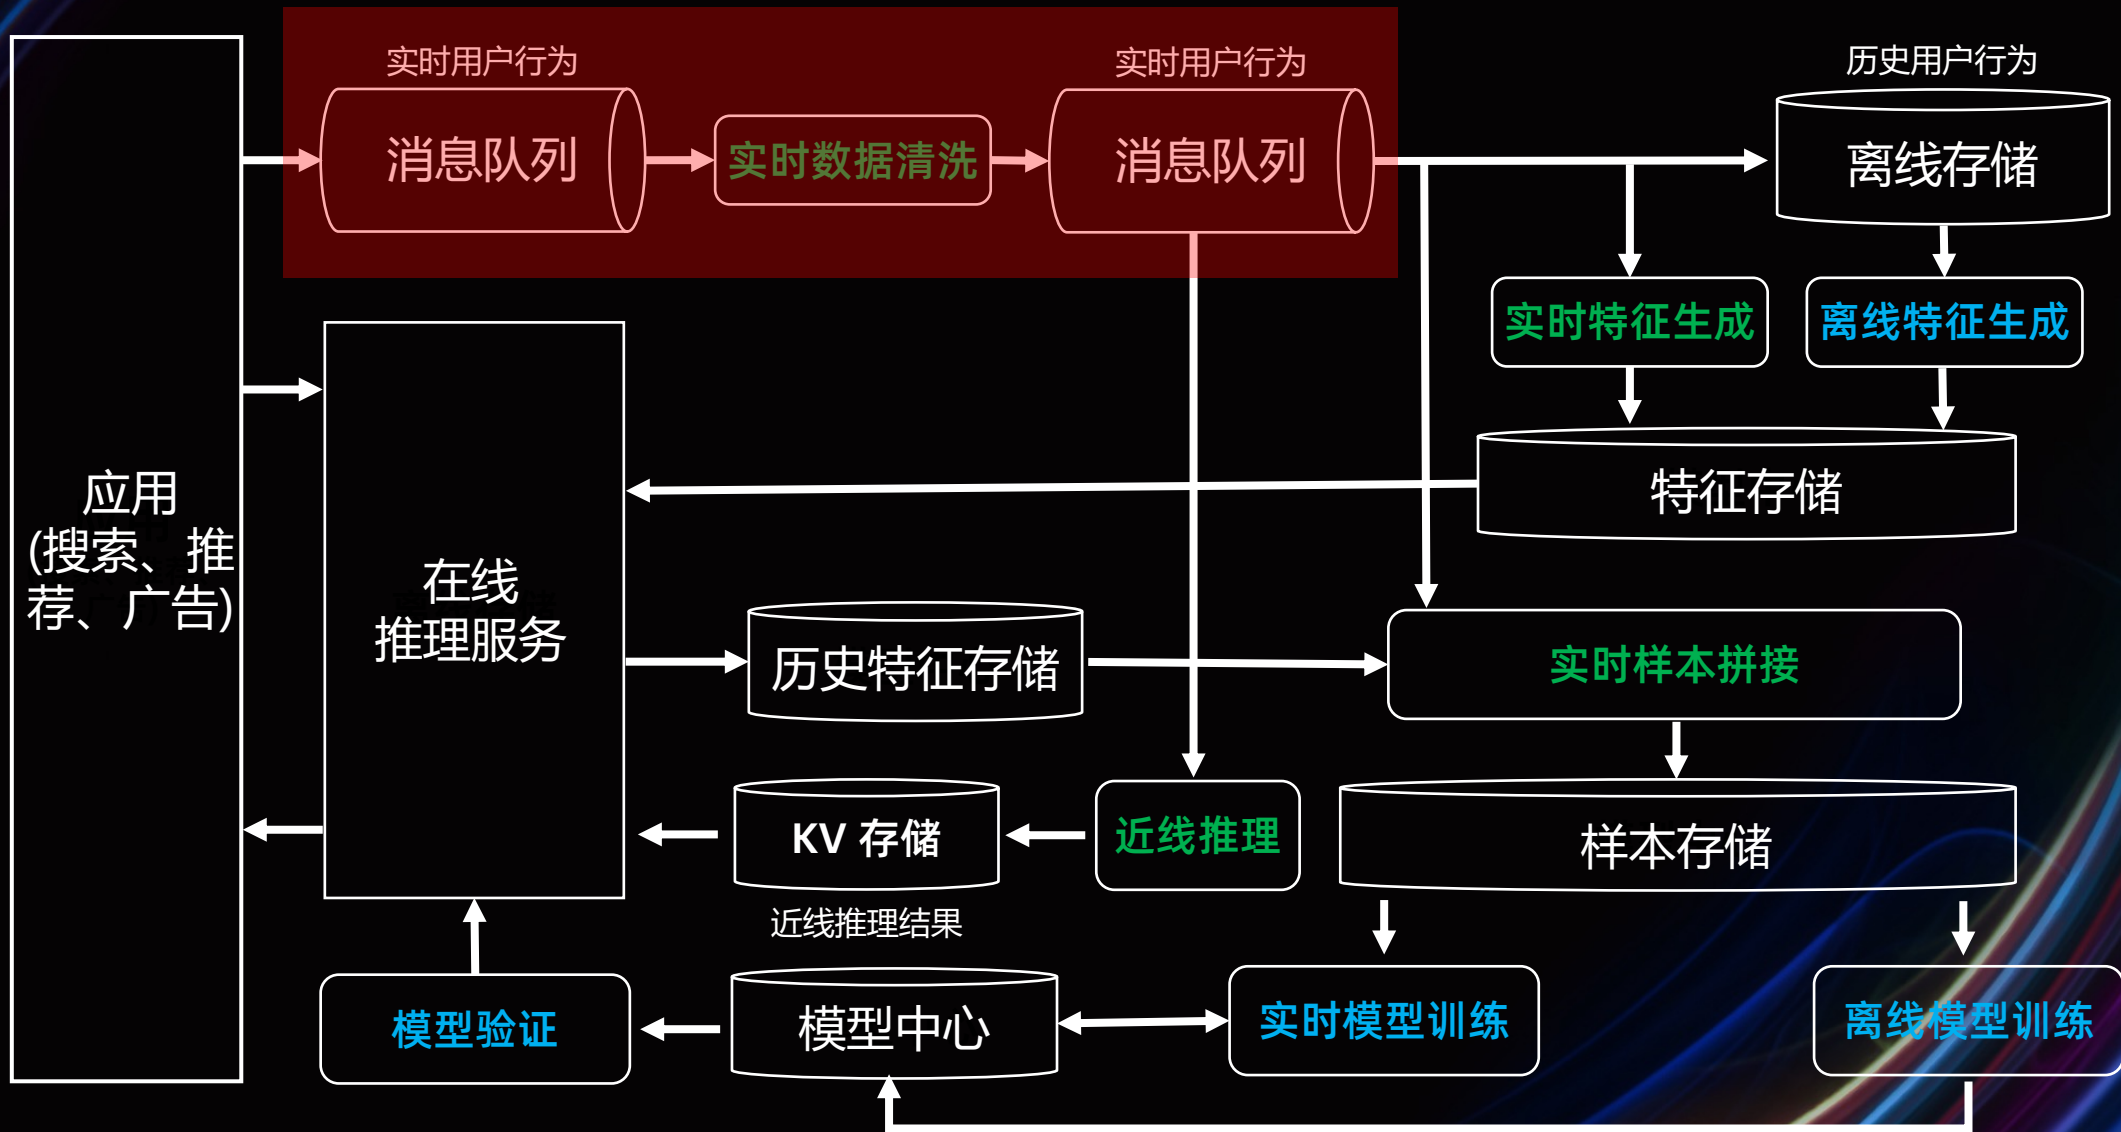 实时用户行为
实时用户行为
历史用户行为
消息队列
实时数据清洗
消息队列
离线存储
实时特征生成
离线特征生成
应用
(搜索、推
荐、广告)
特征存储
在线
推理服务
历史特征存储
实时样本拼接
KV 存储
近线推理
样本存储
近线推理结果
模型验证
模型中心
实时模型训练
离线模型训练